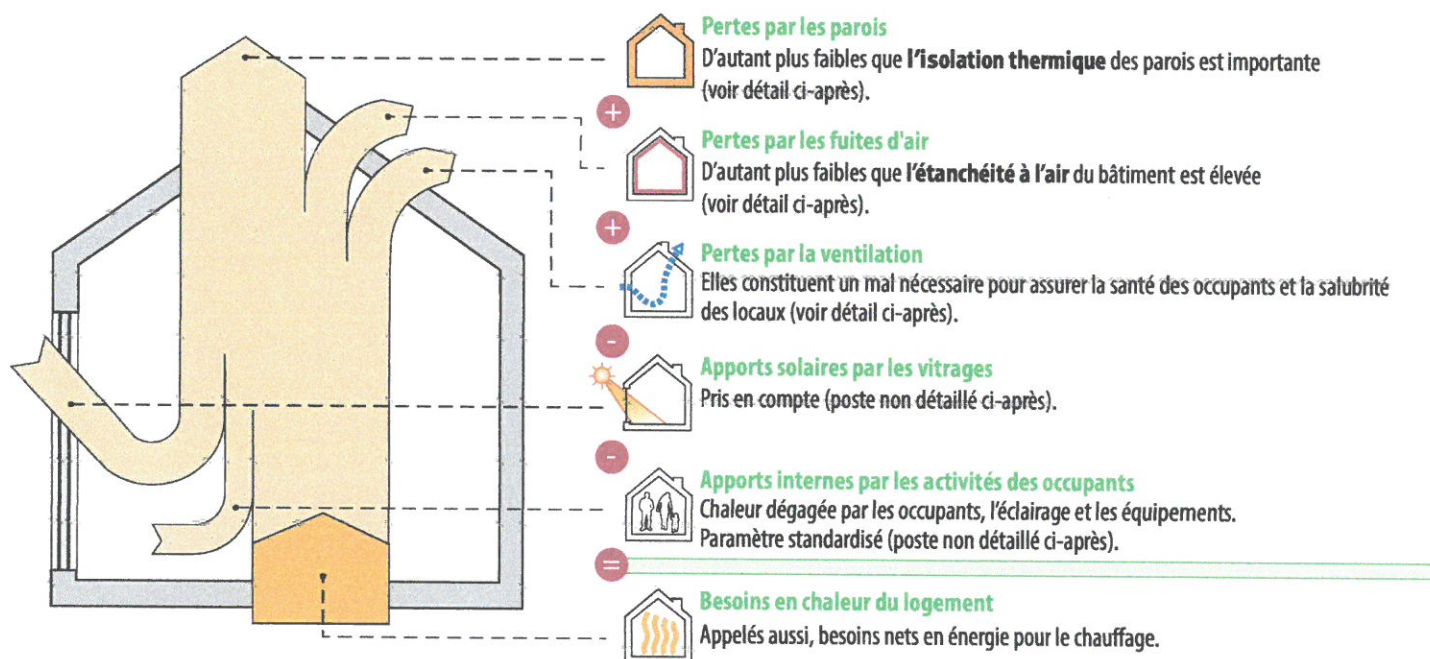 Pertes par les parois
D'autant plus faibles que l'isolation thermique des parois est importante
(voir détail ci-après).
+
Pertes par les fuites d'air
D'autant plus faibles que l'étanchéité à l'air du bâtiment est élevée
(voir détail ci-après).
+
Pertes par la ventilation
Elles constituent un mal nécessaire pour assurer la santé des occupants et la salubrité
des locaux (voir détail ci-après).
-
Apports solaires par les vitrages
Pris en compte (poste non détaillé ci-après).
-
Apports internes par les activités des occupants
Chaleur dégagée par les occupants, l'éclairage et les équipements.
Paramètre standardisé (poste non détaillé ci-après).
=
Besoins en chaleur du logement
Appelés aussi, besoins nets en énergie pour le chauffage.